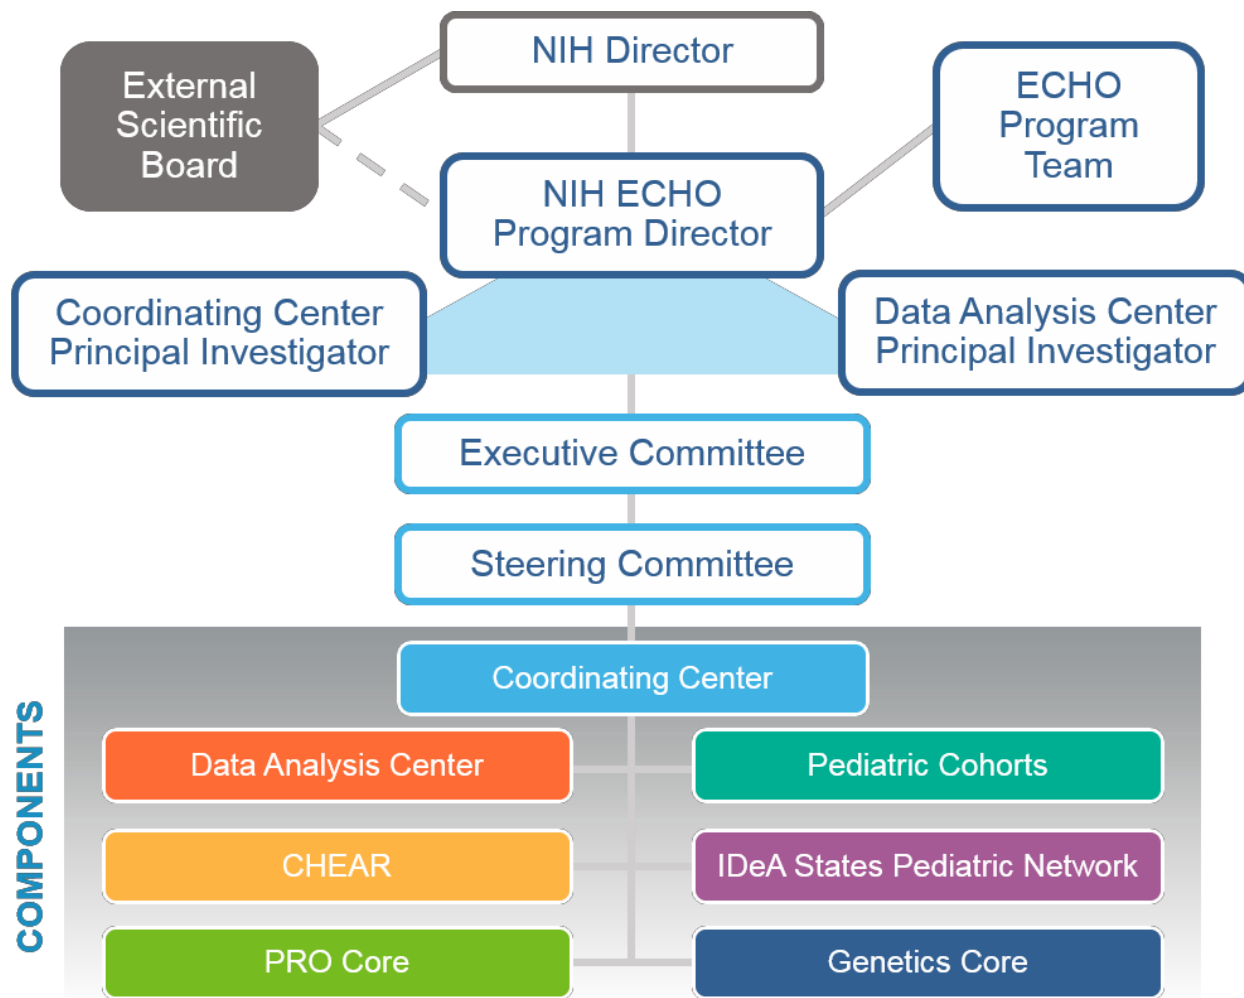 NIH Director
External
Scientific
Board
ECHO
Program
Team
NIH ECHO
Program Director
Coordinating Center
Principal Investigator
Data Analysis Center
Principal Investigator
Executive Committee
Steering Committee
COMPONENTS
Coordinating Center
Data Analysis Center
Pediatric Cohorts
CHEAR
IDeA States Pediatric Network
PRO Core
Genetics Core